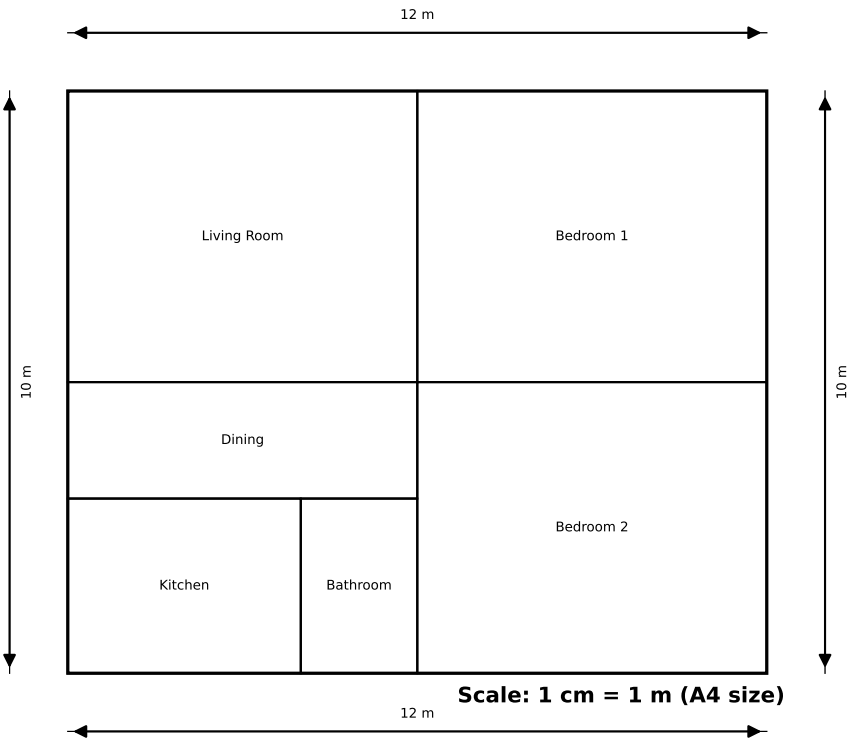 12 m
Living Room
Bedroom 1
10 m
10 m
Dining
Bedroom 2
Kitchen
Bathroom
Scale: 1 cm = 1 m (A4 size)
12 m